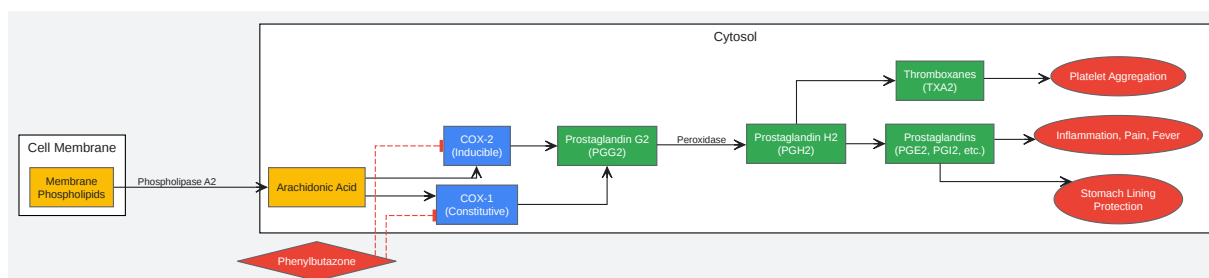 Cytosol
Thromboxanes
(TXA2)
Platelet Aggregation
COX-2
(Inducible)
Prostaglandin G2
(PGG2)
Peroxidase
Prostaglandin H2
(PGH2)
Prostaglandins
(PGE2, PGI2, etc.)
Inflammation, Pain, Fever
Cell Membrane
Membrane
Phospholipids
Phospholipase A2
Arachidonic Acid
COX-1
(Constitutive)
Stomach Lining
Protection
Phenylbutazone